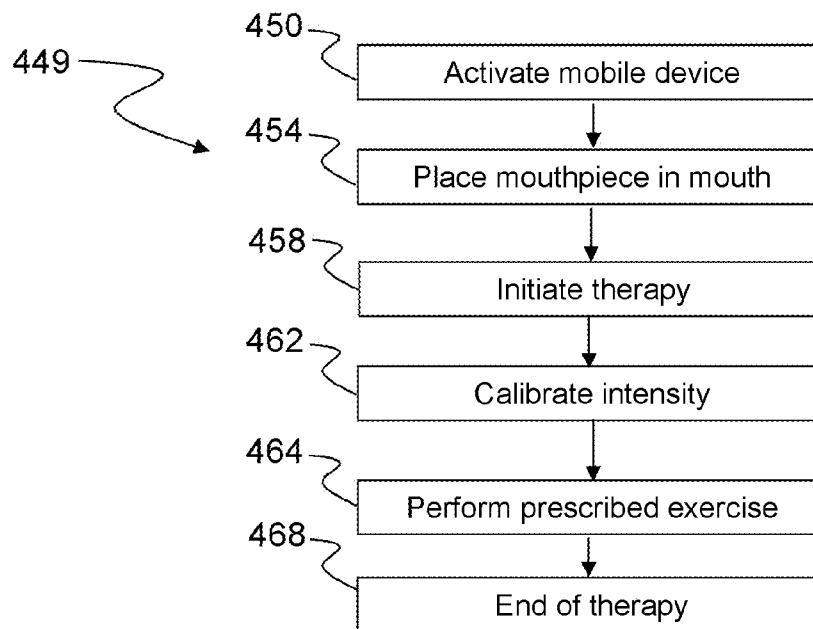 449
450
Activate mobile device
454
Place mouthpiece in mouth
458
Initiate therapy
462
Calibrate intensity
464
Perform prescribed exercise
468
End of therapy